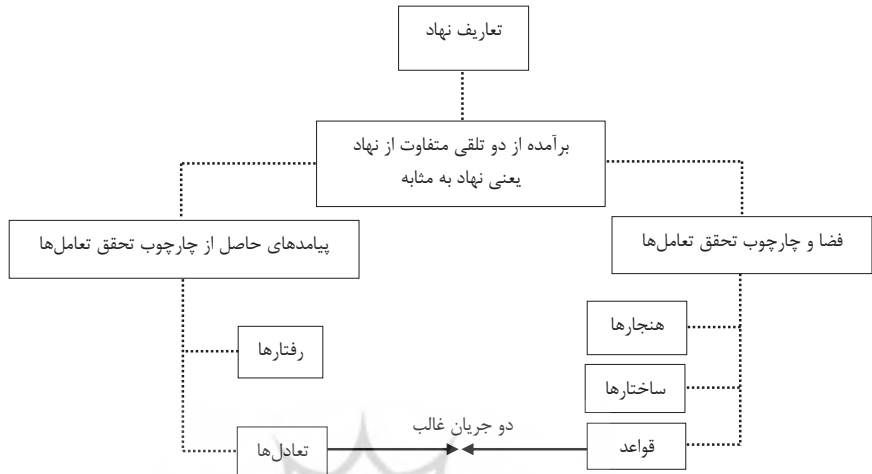 تعاریف نهاد
برآمده از دو تلقی متفاوت از نهاد
یعنی نهاد به مثابه
فضا و چارچوب تحقق تعامل‌ها
پیامدهای حاصل از چارچوب تحقق تعامل‌ها
هنجارها
رفتارها
ساختارها
قواعد
دو جریان غالب
تعادل‌ها